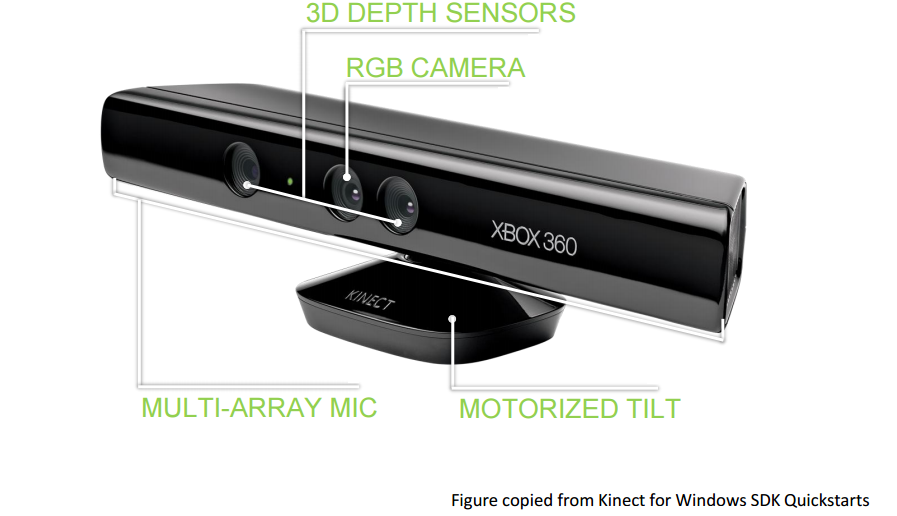 3D DEPTH SENSORS
RGB CAMERA
XBOX 360
KINECT
MULTI-ARRAY MIC
MOTORIZED TILT
Figure copied from Kinect for Windows SDK Quickstarts